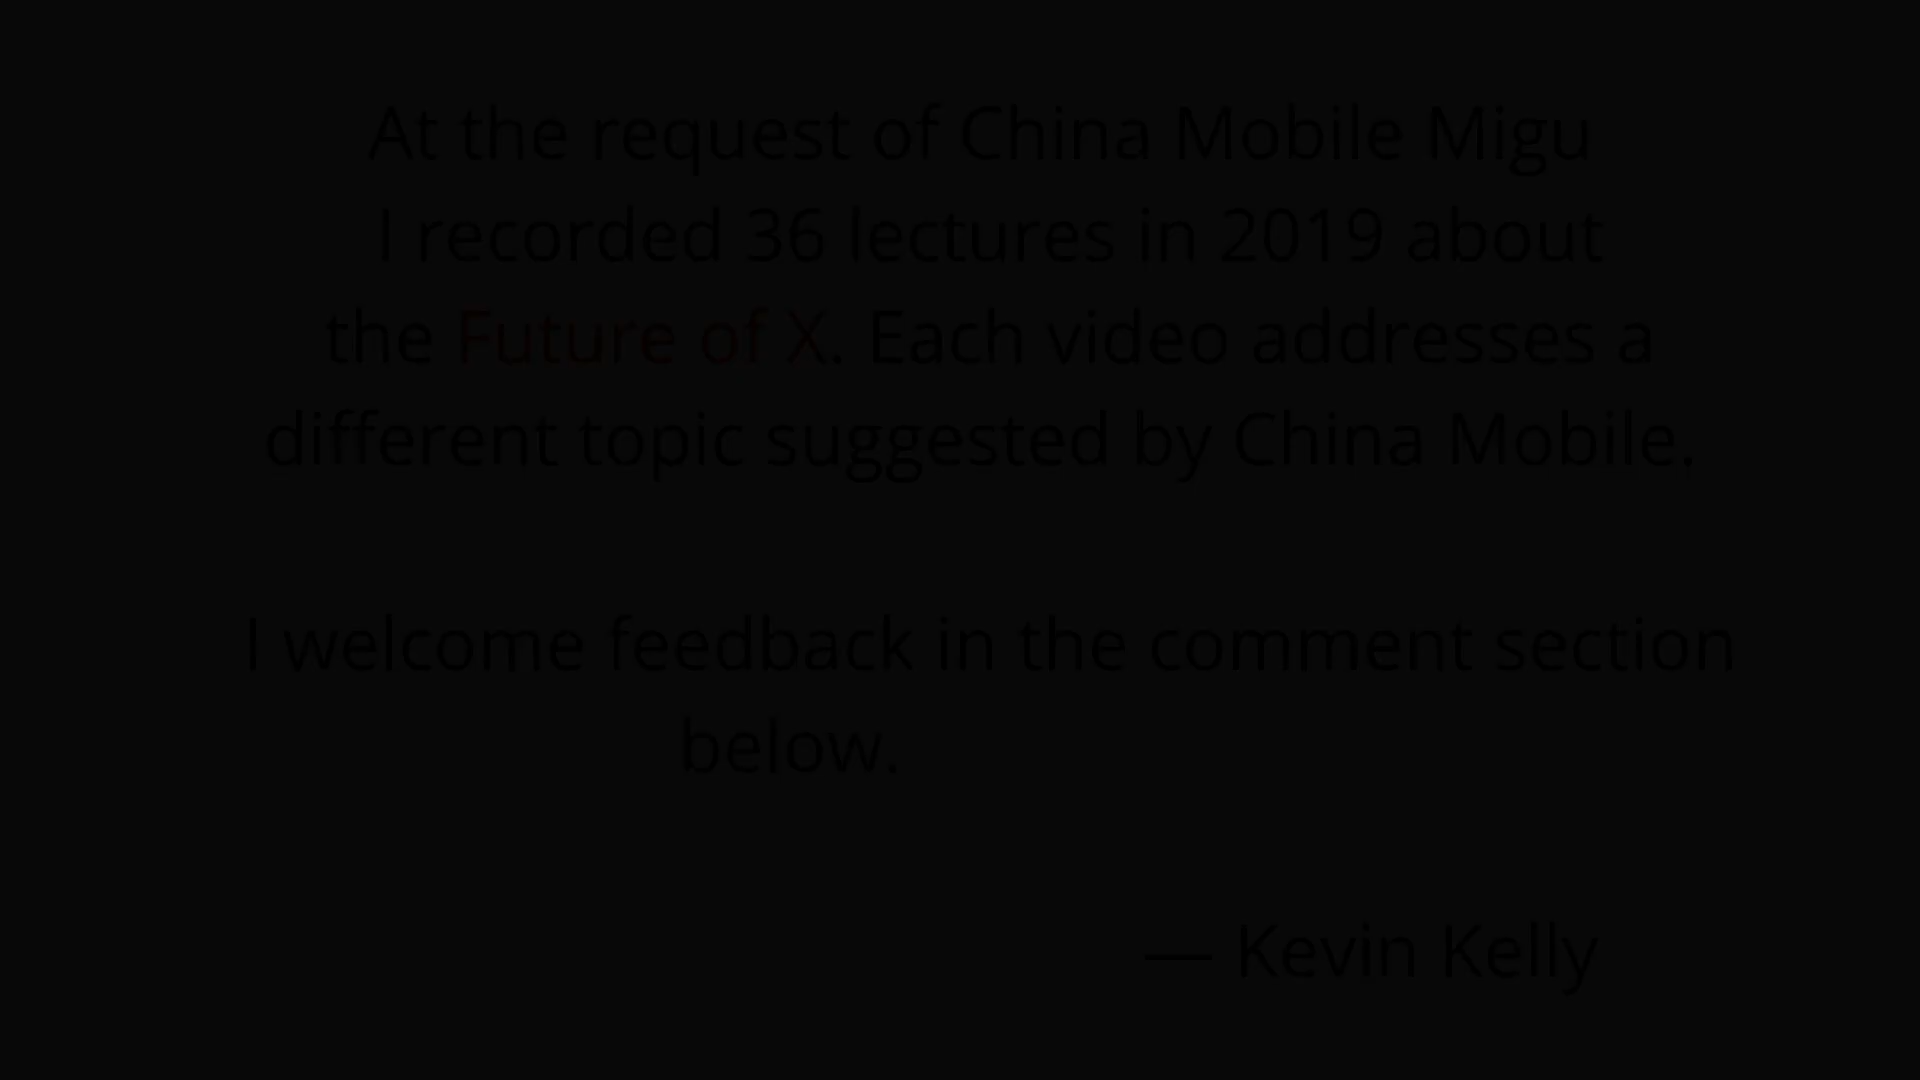 At the request of China Mobile Migu
I recorded 36 lectures in 2019 about
the Future of X. Each video addresses a
different topic suggested by China Mobile.
I welcome feedback in the comment section
below.
— Kevin Kelly